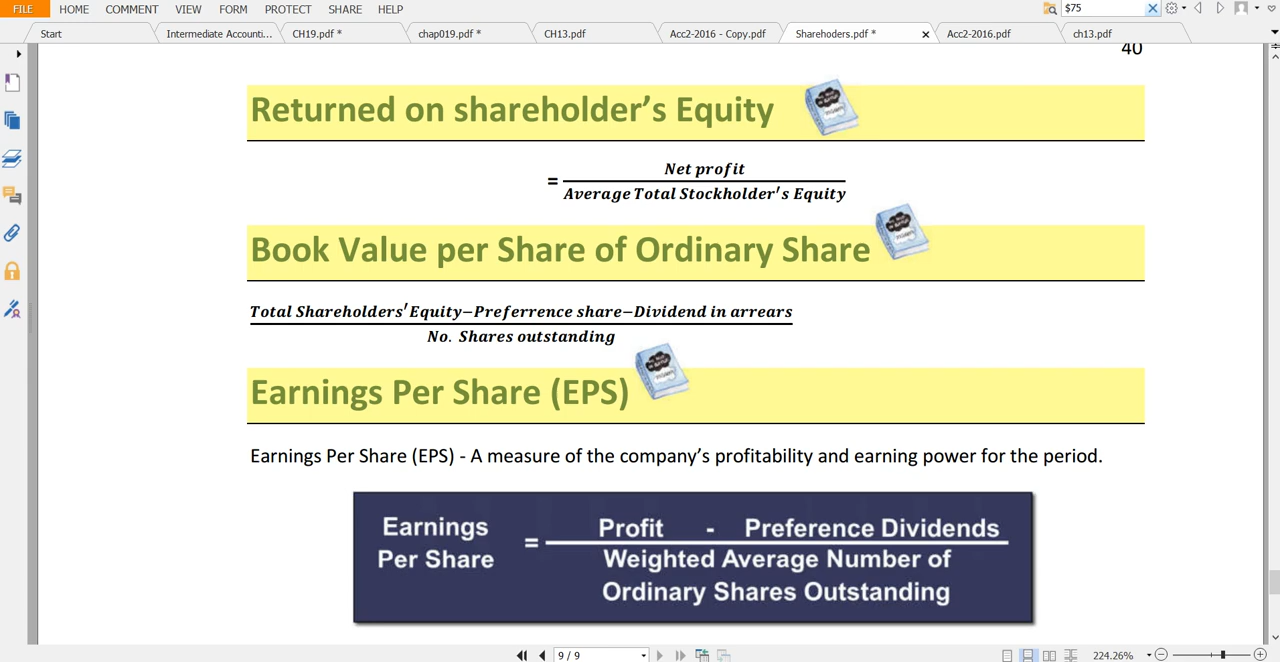 FILE HOME COMMENT VIEW FORM PROTECT SHARE HELP $75
Start Intermediate Accounti... CH19.pdf * chap019.pdf * CH13.pdf Acc2-2016 - Copy.pdf Sharehoders.pdf * Acc2-2016.pdf ch13.pdf
40
Returned on shareholder’s Equity
= Net profit
Average Total Stockholder's Equity
Book Value per Share of Ordinary Share
Total Shareholders'Equity−Preferrence share−Dividend in arrears
No. Shares outstanding
Earnings Per Share (EPS)
Earnings Per Share (EPS) - A measure of the company’s profitability and earning power for the period.
Earnings Per Share = Profit - Preference Dividends
Weighted Average Number of
Ordinary Shares Outstanding
9 / 9 224.26%